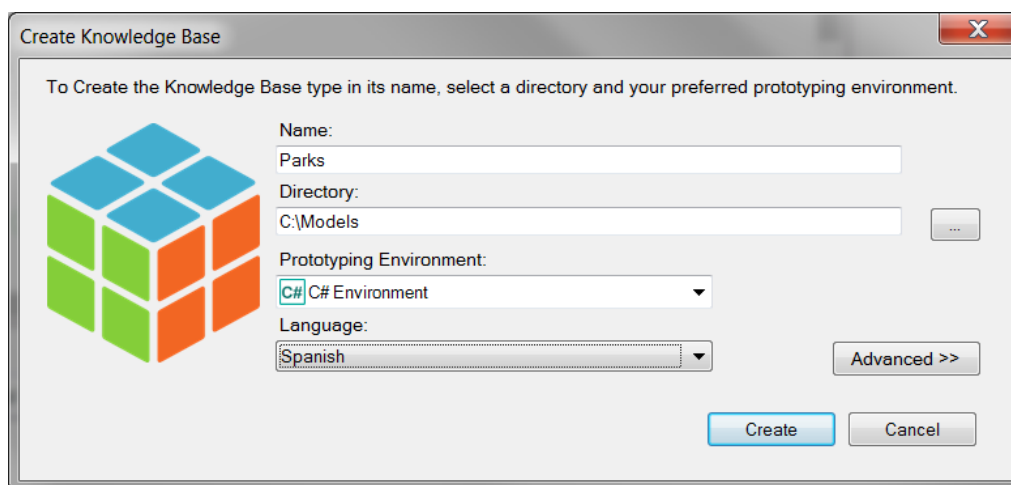 Create Knowledge Base
X
To Create the Knowledge Base type in its name, select a directory and your preferred prototyping environment.
Name:
Parks
Directory:
C:\Models
...
Prototyping Environment:
C# C# Environment
Language:
Spanish
Advanced >>
Create
Cancel